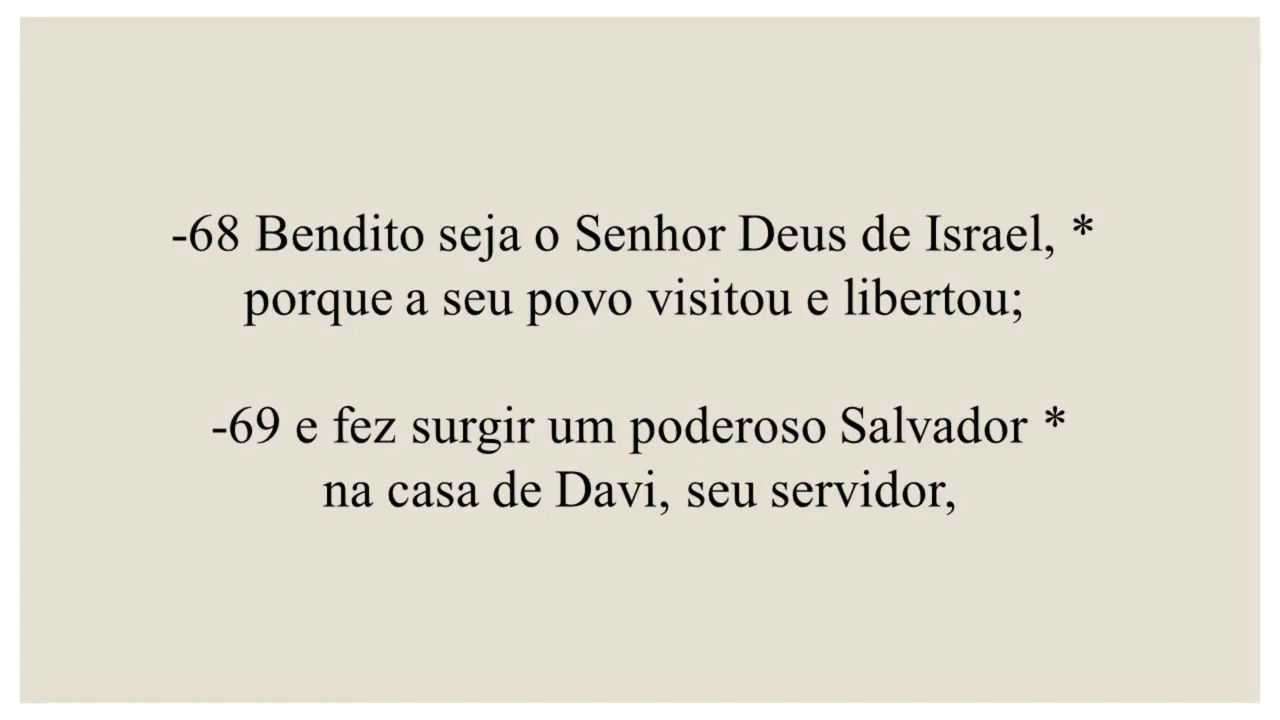 -68 Bendito seja o Senhor Deus de Israel, *
porque a seu povo visitou e libertou;
-69 e fez surgir um poderoso Salvador *
na casa de Davi, seu servidor,